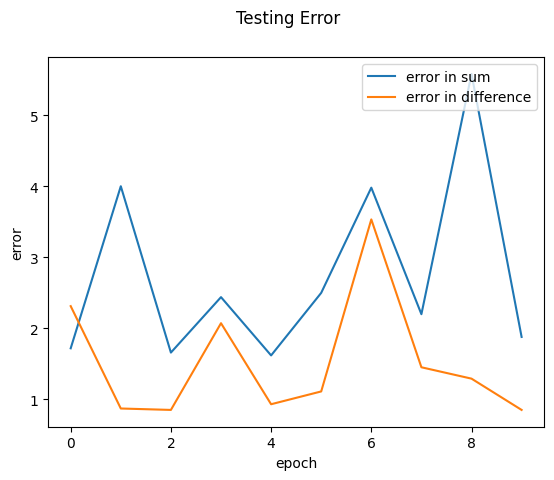 Testing Error
error in sum
error in difference
5
4
3
2
1
error
0 2 4 6 8
epoch